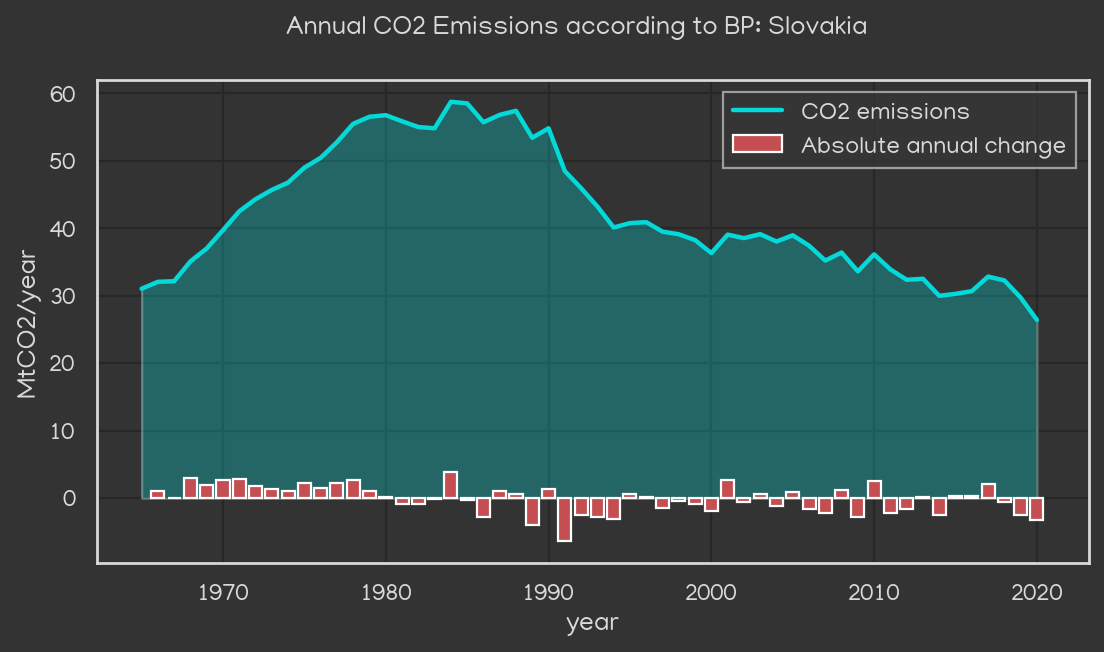 Annual CO2 Emissions according to BP: Slovakia
CO2 emissions
Absolute annual change
MtCO2/year
60
50
40
30
20
10
0
1970 1980 1990 2000 2010 2020
year